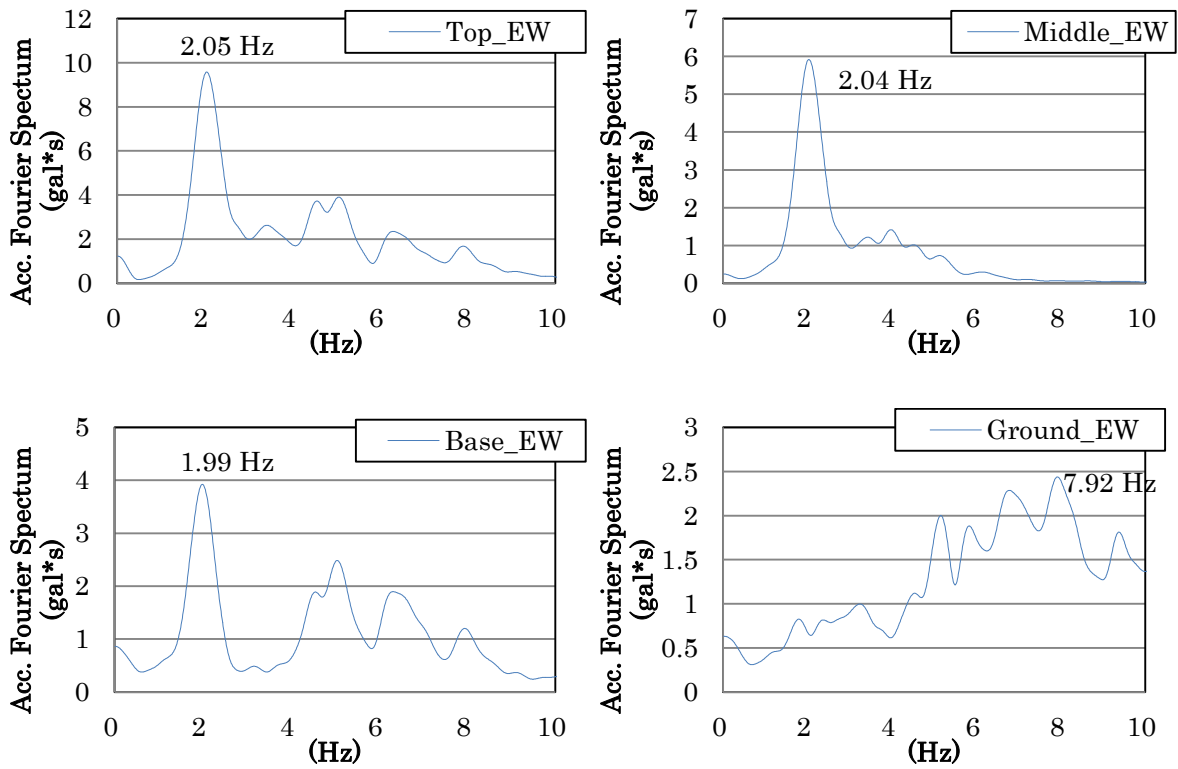 Top_EW
2.05 Hz
Acc. Fourier Spectum
(gal*s)
12
10
8
6
4
2
0
0 2 4 6 8 10
(Hz)
Middle_EW
2.04 Hz
Acc. Fourier Spectum
(gal*s)
7
6
5
4
3
2
1
0
0 2 4 6 8 10
(Hz)
Base_EW
1.99 Hz
Acc. Fourier Spectum
(gal*s)
5
4
3
2
1
0
0 2 4 6 8 10
(Hz)
Ground_EW
7.92 Hz
Acc. Fourier Spectum
(gal*s)
3
2.5
2
1.5
1
0.5
0
0 2 4 6 8 10
(Hz)